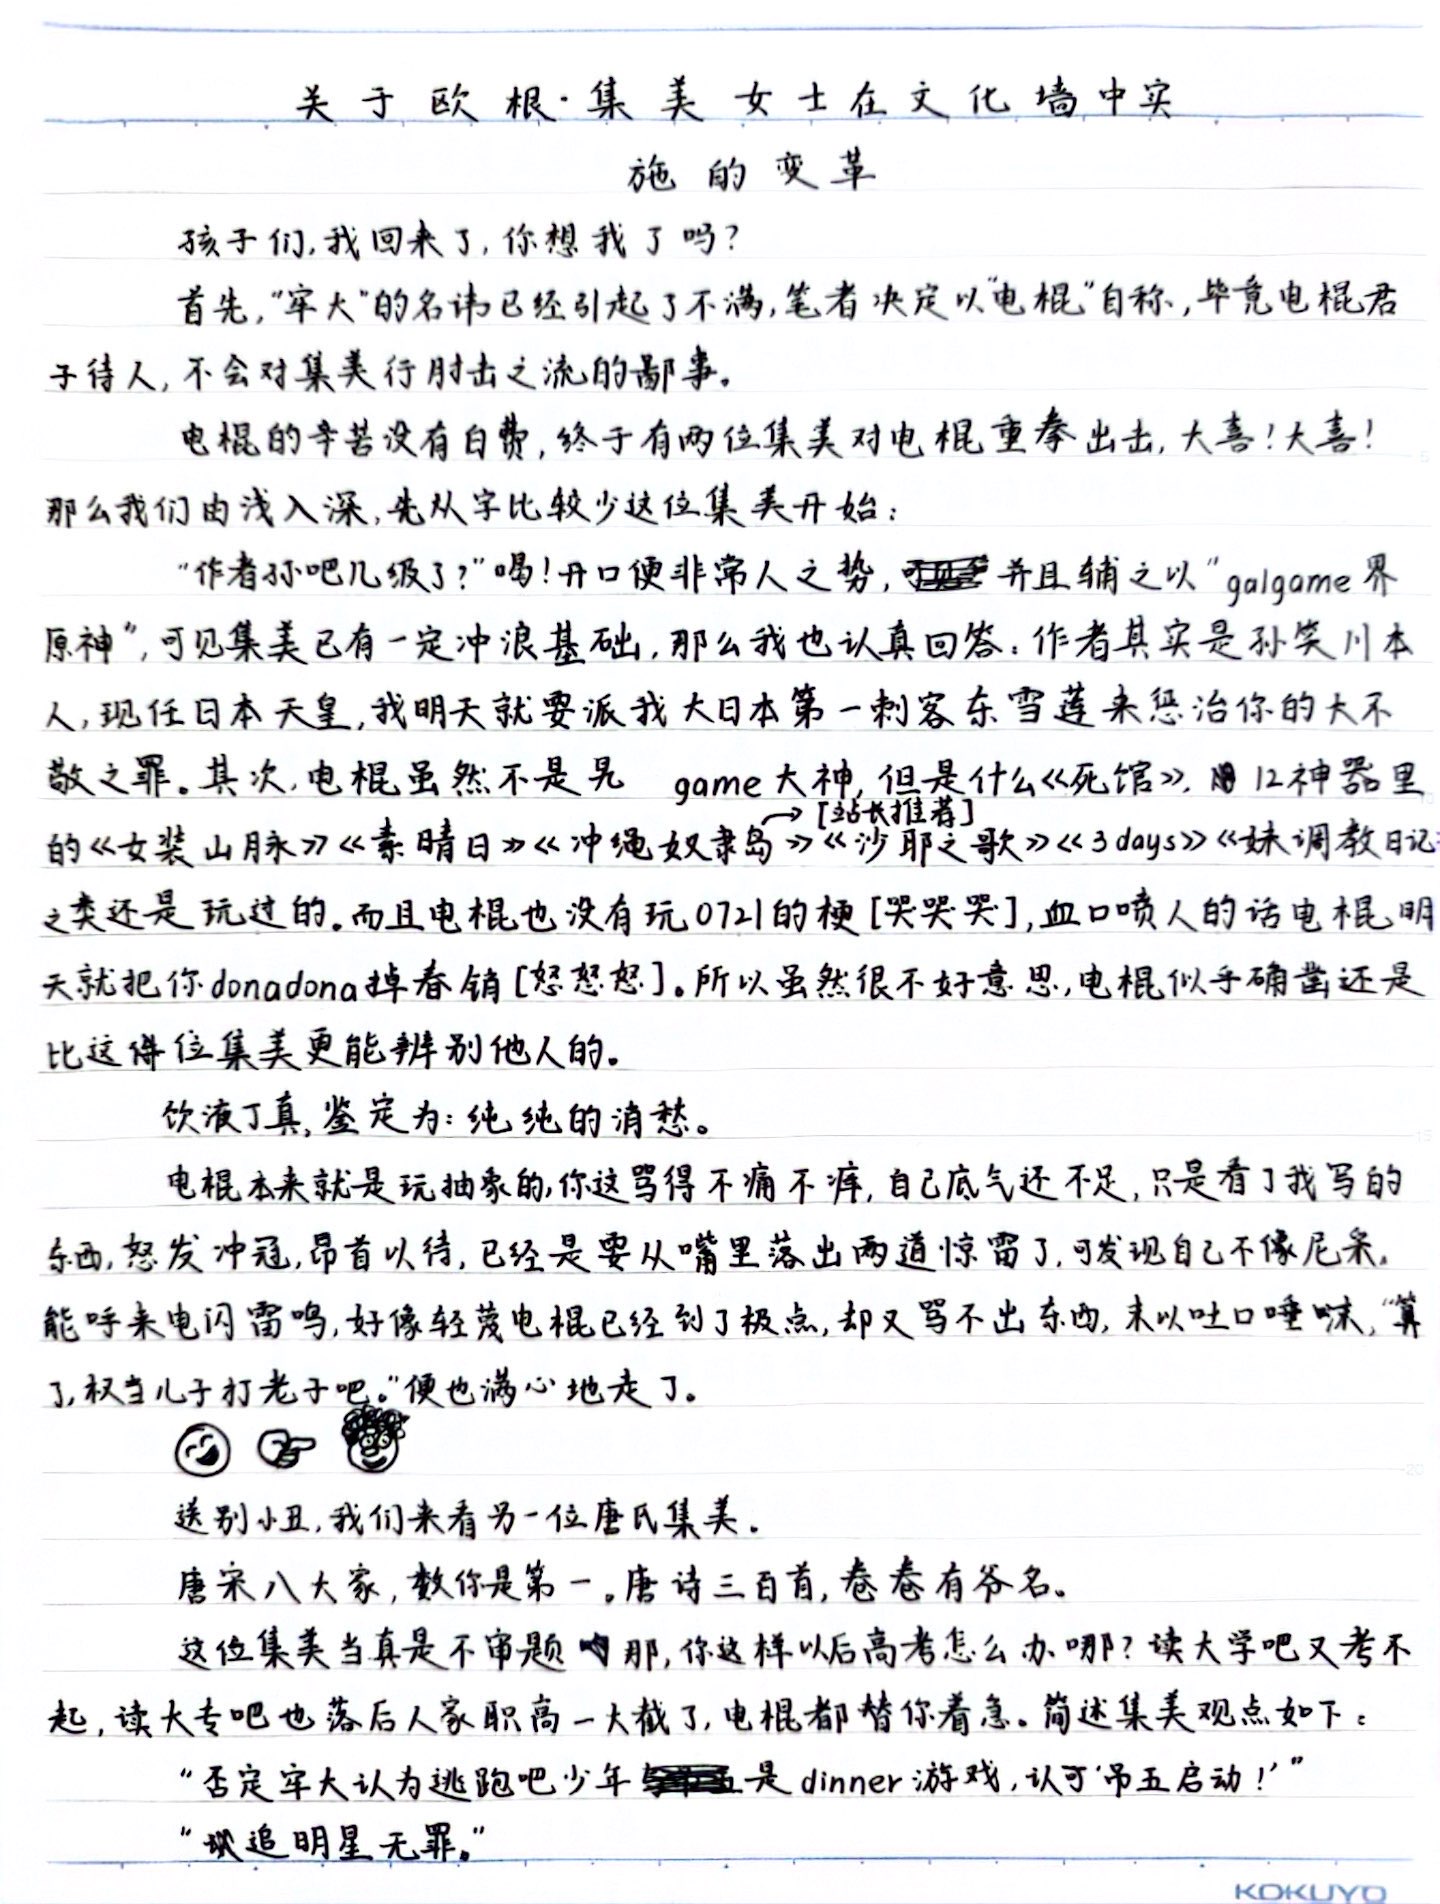 关于欧根·集美女士在文化墙中实
施的变革
孩子们,我回来了,你想我了吗?
首先,“牢大”的名讳已经引起了不满,笔者决定以“电棍”自称,毕竟电棍君
子待人,不会对集美行肘击之流的鄙事。
电棍的辛苦没有白费,终于有两位集美对电棍重拳出击,大喜!大喜!
那么我们由浅入深,先从字比较少这位集美开始:
“作者孙吧几级了?”喝!开口便非常人之势, 并且辅之以“galgame界
原神”,可见集美已有一定冲浪基础,那么我也认真回答:作者其实是孙笑川本
人,现任日本天皇,我明天就要派我大日本第一刺客东雪莲来惩治你的大不
敬之罪。其次,电棍虽然不是 game大神,但是什么《死馆》, 12神器里
→[站长推荐]
的《女装山脉》《素晴日》《冲绳奴隶岛》《沙耶之歌》《3days》《妹调教日记》
之类还是玩过的。而且电棍也没有玩0721的梗[哭哭哭],血口喷人的话电棍明
天就把你donadona掉春销[怒怒怒]。所以虽然很不好意思,电棍似乎确凿还是
比这位集美更能辨别他人的。
饮液丁真,鉴定为:纯纯的消愁。
电棍本来就是玩抽象的,你这骂得不痛不痒,自己底气还不足,只是看了我写的
东西,怒发冲冠,昂首以待,已经是要从嘴里落出两道惊雷了,可发现自己不像尼采,
能呼来电闪雷鸣,好像轻蔑电棍已经到了极点,却又骂不出东西,末以吐口唾沫,“算
了,权当儿子打老子吧。”便也满心地走了。
送别小丑,我们来看另一位唐氏集美。
唐宋八大家,数你是第一。唐诗三百首,卷卷有爷名。
这位集美当真是不审题 那,你这样以后高考怎么办哪?读大学吧又考不
起,读大专吧也落后人家职高一大截了,电棍都替你着急。简述集美观点如下:
“否定牢大认为逃跑吧少年 是dinner游戏,认可‘吊五启动!’”
“ 追明星无罪。”
KOKUYO